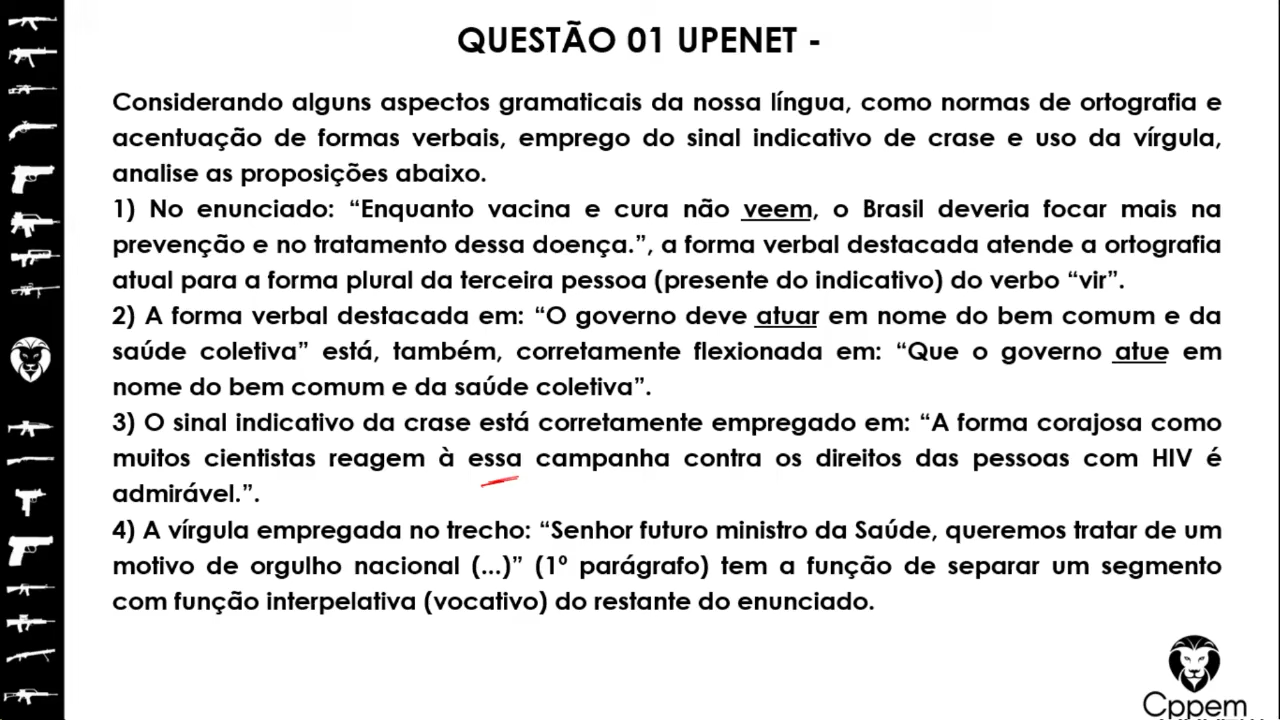 QUESTÃO 01 UPENET -
Considerando alguns aspectos gramaticais da nossa língua, como normas de ortografia e
acentuação de formas verbais, emprego do sinal indicativo de crase e uso da vírgula,
analise as proposições abaixo.
1) No enunciado: “Enquanto vacina e cura não veem, o Brasil deveria focar mais na
prevenção e no tratamento dessa doença.”, a forma verbal destacada atende a ortografia
atual para a forma plural da terceira pessoa (presente do indicativo) do verbo “vir”.
2) A forma verbal destacada em: “O governo deve atuar em nome do bem comum e da
saúde coletiva” está, também, corretamente flexionada em: “Que o governo atue em
nome do bem comum e da saúde coletiva”.
3) O sinal indicativo da crase está corretamente empregado em: “A forma corajosa como
muitos cientistas reagem à essa campanha contra os direitos das pessoas com HIV é
admirável.”.
4) A vírgula empregada no trecho: “Senhor futuro ministro da Saúde, queremos tratar de um
motivo de orgulho nacional (...)” (1º parágrafo) tem a função de separar um segmento
com função interpelativa (vocativo) do restante do enunciado.
Cppem